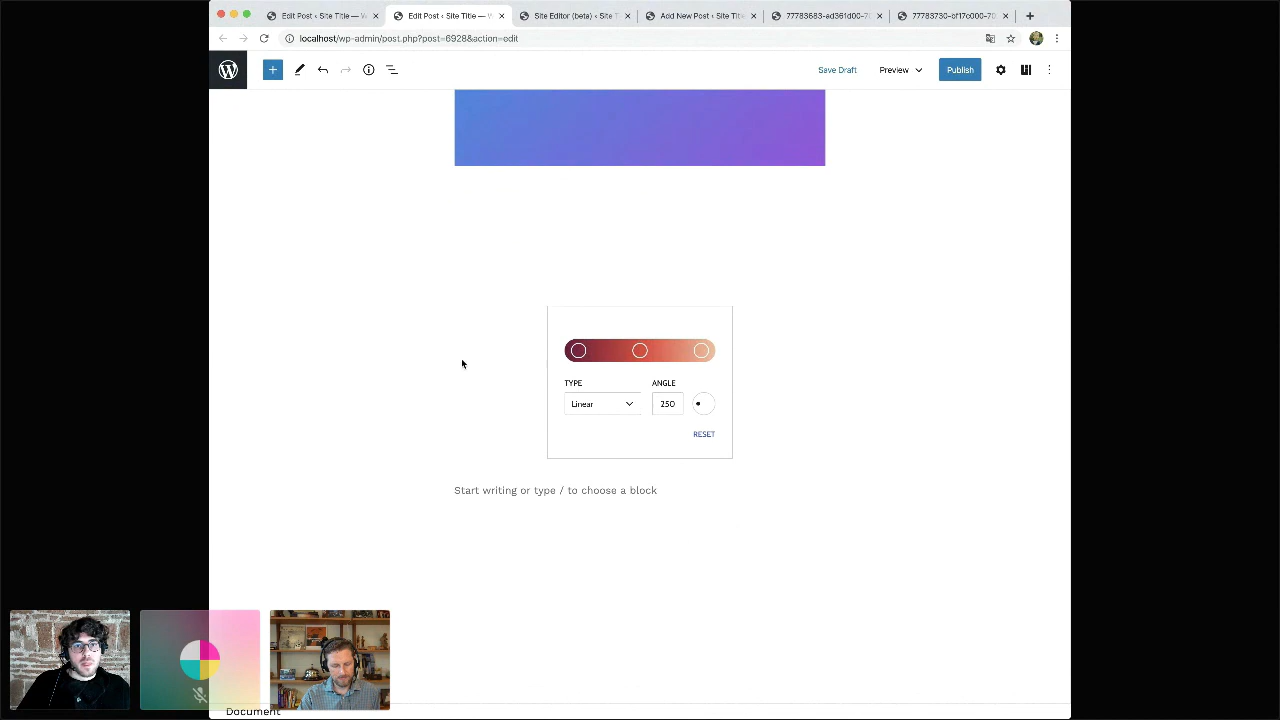 Edit Post ‹ Site Title — W
Edit Post ‹ Site Title — W
Site Editor (beta) ‹ Site T
Add New Post ‹ Site Title
localhost/wp-admin/post.php?post=6928&action=edit
Save Draft
Preview
Publish
TYPE
ANGLE
Linear
250
RESET
Start writing or type / to choose a block
Document